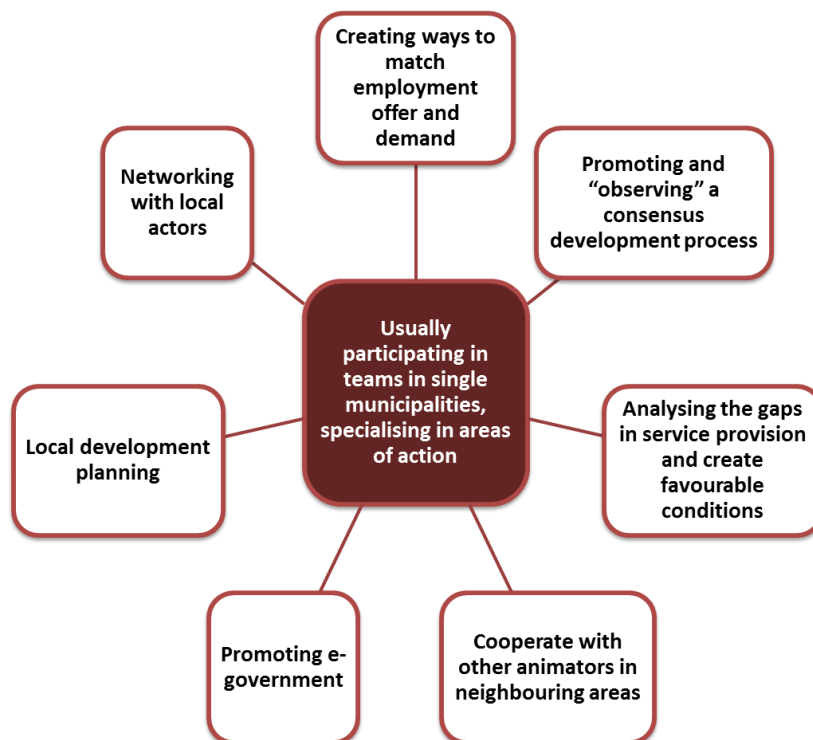 Creating ways to
match
employment
offer and
demand
Networking
with local
actors
Promoting and
“observing” a
consensus
development process
Usually
participating in
teams in single
municipalities,
specialising in areas
of action
Local development
planning
Analysing the gaps
in service provision
and create
favourable
conditions
Promoting e-
government
Cooperate with
other animators in
neighbouring areas